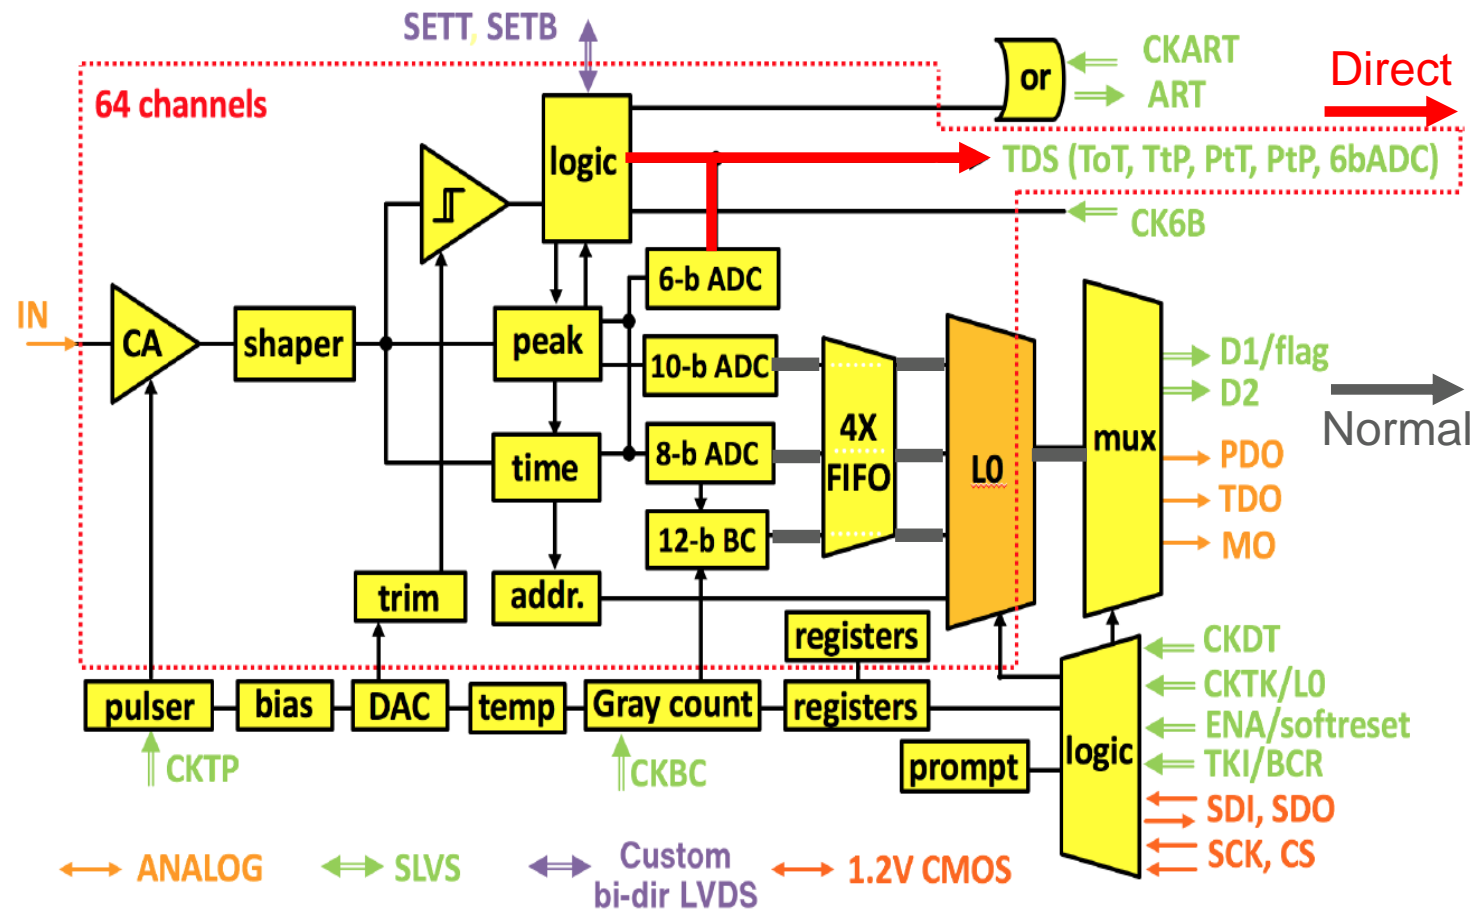 SETT, SETB
CKART
ART
or
Direct
64 channels
logic
TDS (ToT, TtP, PtT, PtP, 6bADC)
CK6B
6-b ADC
IN
CA
shaper
peak
10-b ADC
D1/flag
D2
Normal
4X
FIFO
mux
time
8-b ADC
L0
PDO
TDO
MO
12-b BC
trim
addr.
registers
CKDT
CKTK/L0
ENA/softreset
TKI/BCR
pulser
bias
DAC
temp
Gray count
registers
logic
prompt
CKTP
CKBC
SDI, SDO
SCK, CS
ANALOG
SLVS
Custom
bi-dir LVDS
1.2V CMOS